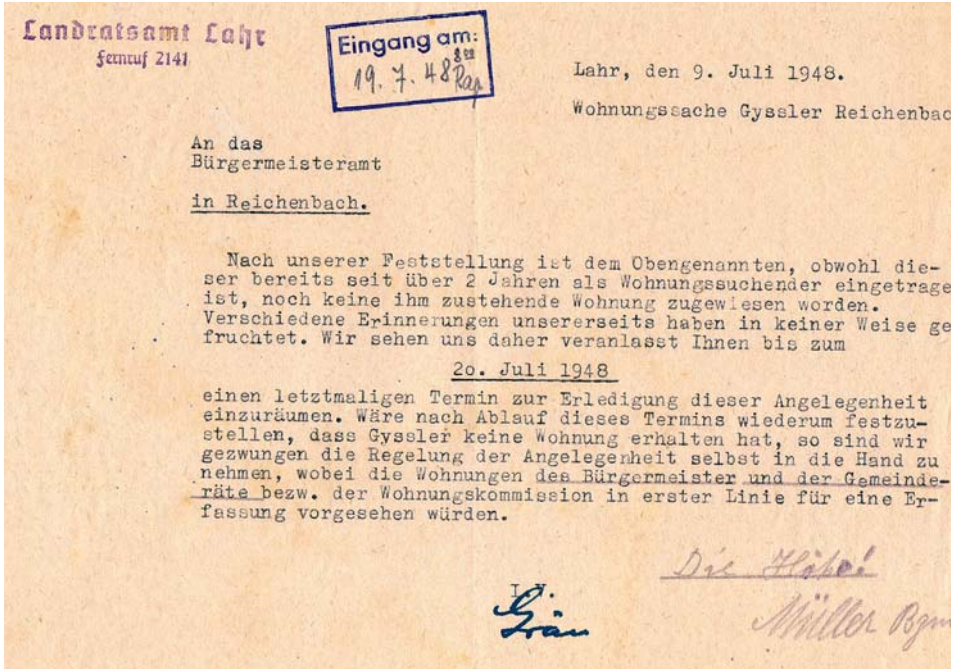 Landratsamt Lahr
Fernruf 2141
Eingang am:
19. 7. 48 8⁰⁰
Lahr, den 9. Juli 1948.
Wohnungssache Gyssler Reichenbac
An das
Bürgermeisteramt
in Reichenbach.
Nach unserer Feststellung ist dem Obengenannten, obwohl die-
ser bereits seit über 2 Jahren als Wohnungssuchender eingetrage
ist, noch keine ihm zustehende Wohnung zugewiesen worden.
Verschiedene Erinnerungen unsererseits haben in keiner Weise ge
fruchtet. Wir sehen uns daher veranlasst Ihnen bis zum
2o. Juli 1948
einen letztmaligen Termin zur Erledigung dieser Angelegenheit
einzuräumen. Wäre nach Ablauf dieses Termins wiederum festzu-
stellen, dass Gyssler keine Wohnung erhalten hat, so sind wir
gezwungen die Regelung der Angelegenheit selbst in die Hand zu
nehmen, wobei die Wohnungen des Bürgermeister und der Gemeinde-
räte bezw. der Wohnungskommission in erster Linie für eine Er-
fassung vorgesehen würden.
Die Höhe!
I.V.
Müller Bgm